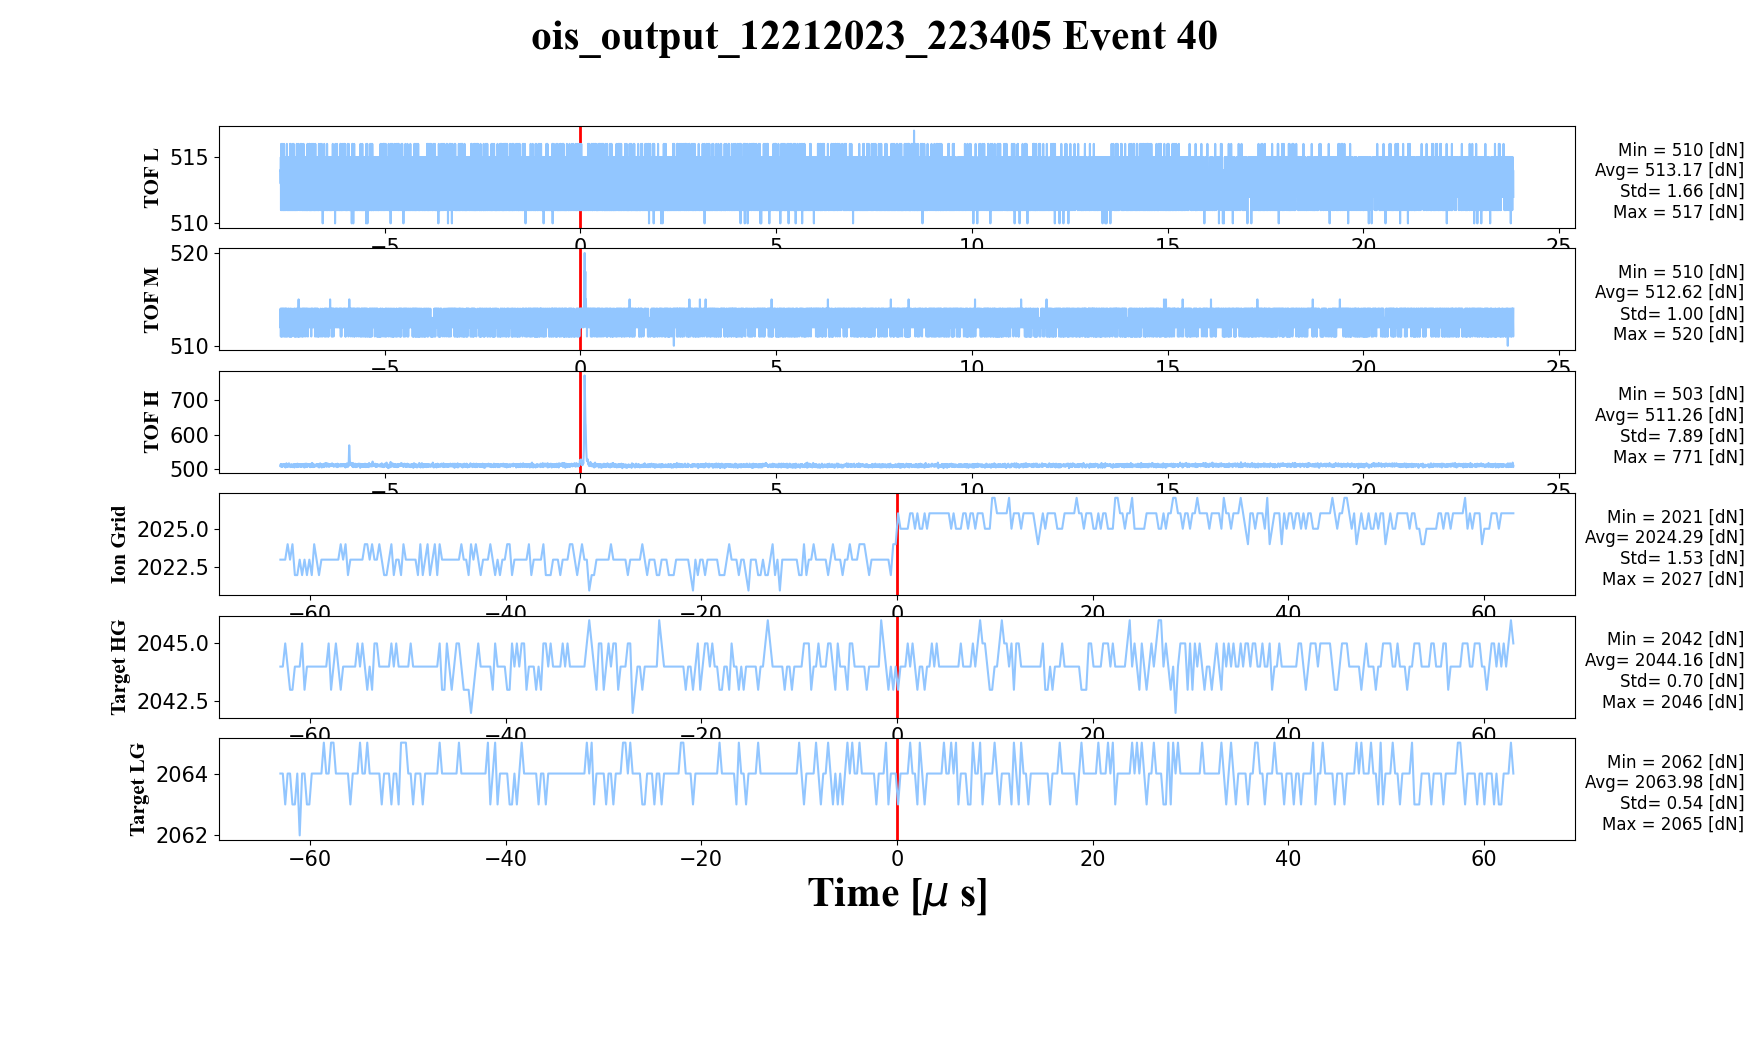 ois_output_12212023_223405 Event 40
TOF L
515
510
−5 0 5 10 15 20 25
Min = 510 [dN]
Avg= 513.17 [dN]
Std= 1.66 [dN]
Max = 517 [dN]
TOF M
520
510
−5 0 5 10 15 20 25
Min = 510 [dN]
Avg= 512.62 [dN]
Std= 1.00 [dN]
Max = 520 [dN]
TOF H
700
600
500
−5 0 5 10 15 20 25
Min = 503 [dN]
Avg= 511.26 [dN]
Std= 7.89 [dN]
Max = 771 [dN]
Ion Grid
2025.0
2022.5
−60 −40 −20 0 20 40 60
Min = 2021 [dN]
Avg= 2024.29 [dN]
Std= 1.53 [dN]
Max = 2027 [dN]
Target HG
2045.0
2042.5
−60 −40 −20 0 20 40 60
Min = 2042 [dN]
Avg= 2044.16 [dN]
Std= 0.70 [dN]
Max = 2046 [dN]
Target LG
2064
2062
−60 −40 −20 0 20 40 60
Min = 2062 [dN]
Avg= 2063.98 [dN]
Std= 0.54 [dN]
Max = 2065 [dN]
Time [μ s]